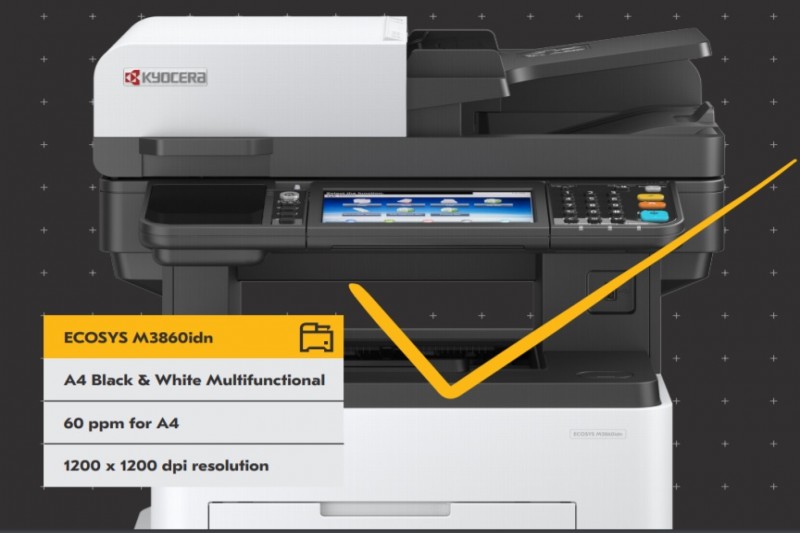 KYOCERA
ECOSYS M3860idn
A4 Black & White Multifunctional
60 ppm for A4
ECOSYS M3860idn
1200 x 1200 dpi resolution